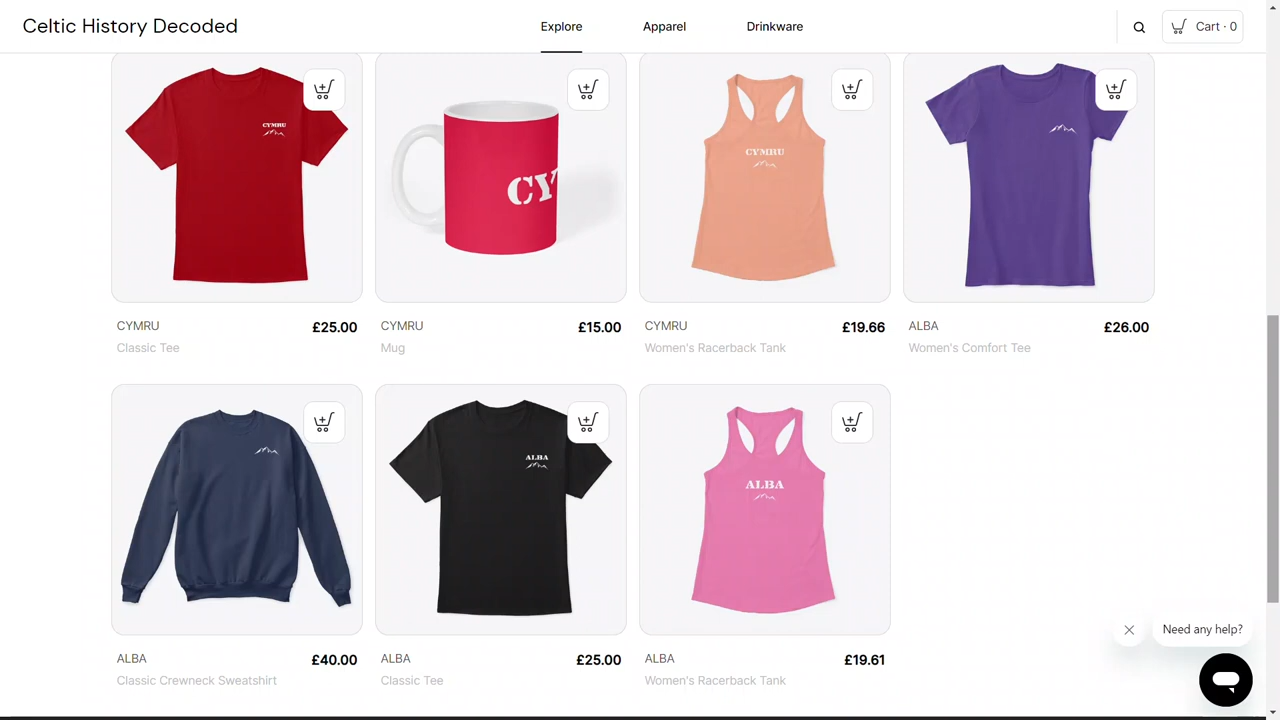 Celtic History Decoded
Explore
Apparel
Drinkware
Cart · 0
CYMRU
CY
CYMRU
CYMRU
£25.00
Classic Tee
CYMRU
£15.00
Mug
CYMRU
£19.66
Women's Racerback Tank
ALBA
£26.00
Women's Comfort Tee
ALBA
ALBA
ALBA
£40.00
Classic Crewneck Sweatshirt
ALBA
£25.00
Classic Tee
ALBA
£19.61
Women's Racerback Tank
Need any help?